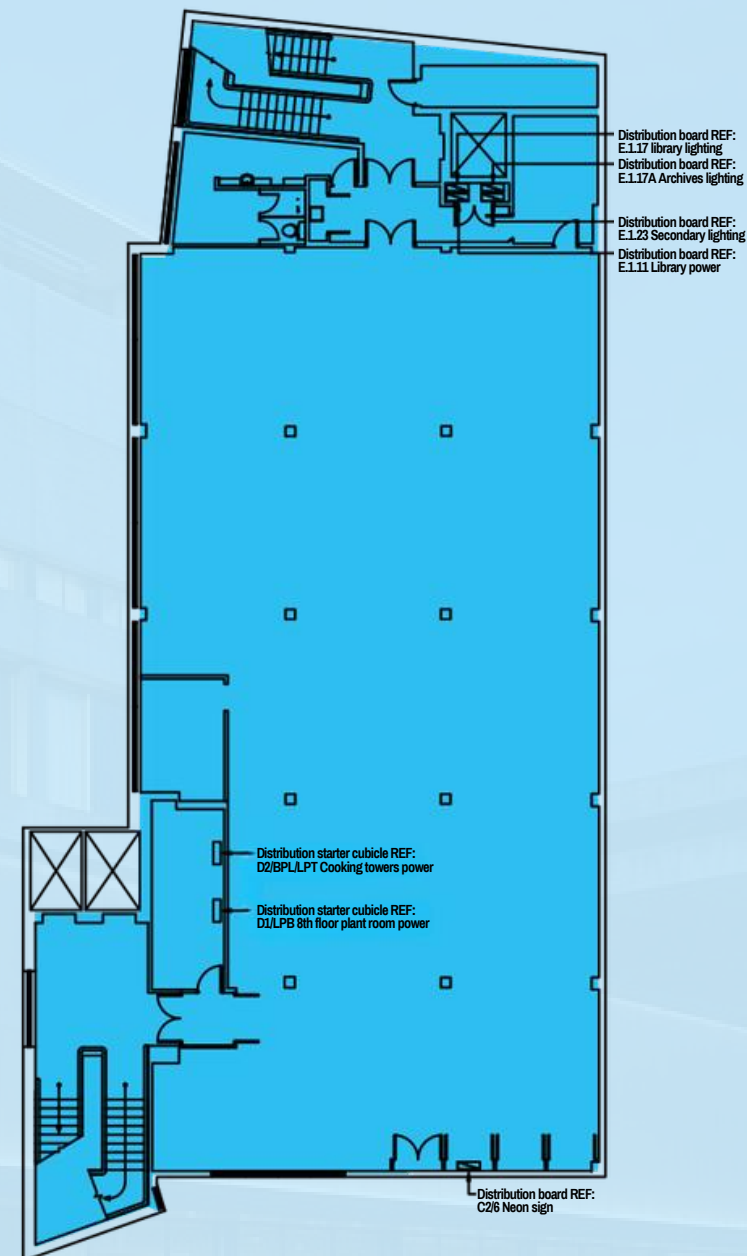 Distribution board REF:
E.1.17 library lighting
Distribution board REF:
E.1.17A Archives lighting
Distribution board REF:
E.1.23 Secondary lighting
Distribution board REF:
E.1.11 Library power
Distribution starter cubicle REF:
D2/BPL/LPT Cooking towers power
Distribution starter cubicle REF:
D1/LPB 8th floor plant room power
Distribution board REF:
C2/6 Neon sign